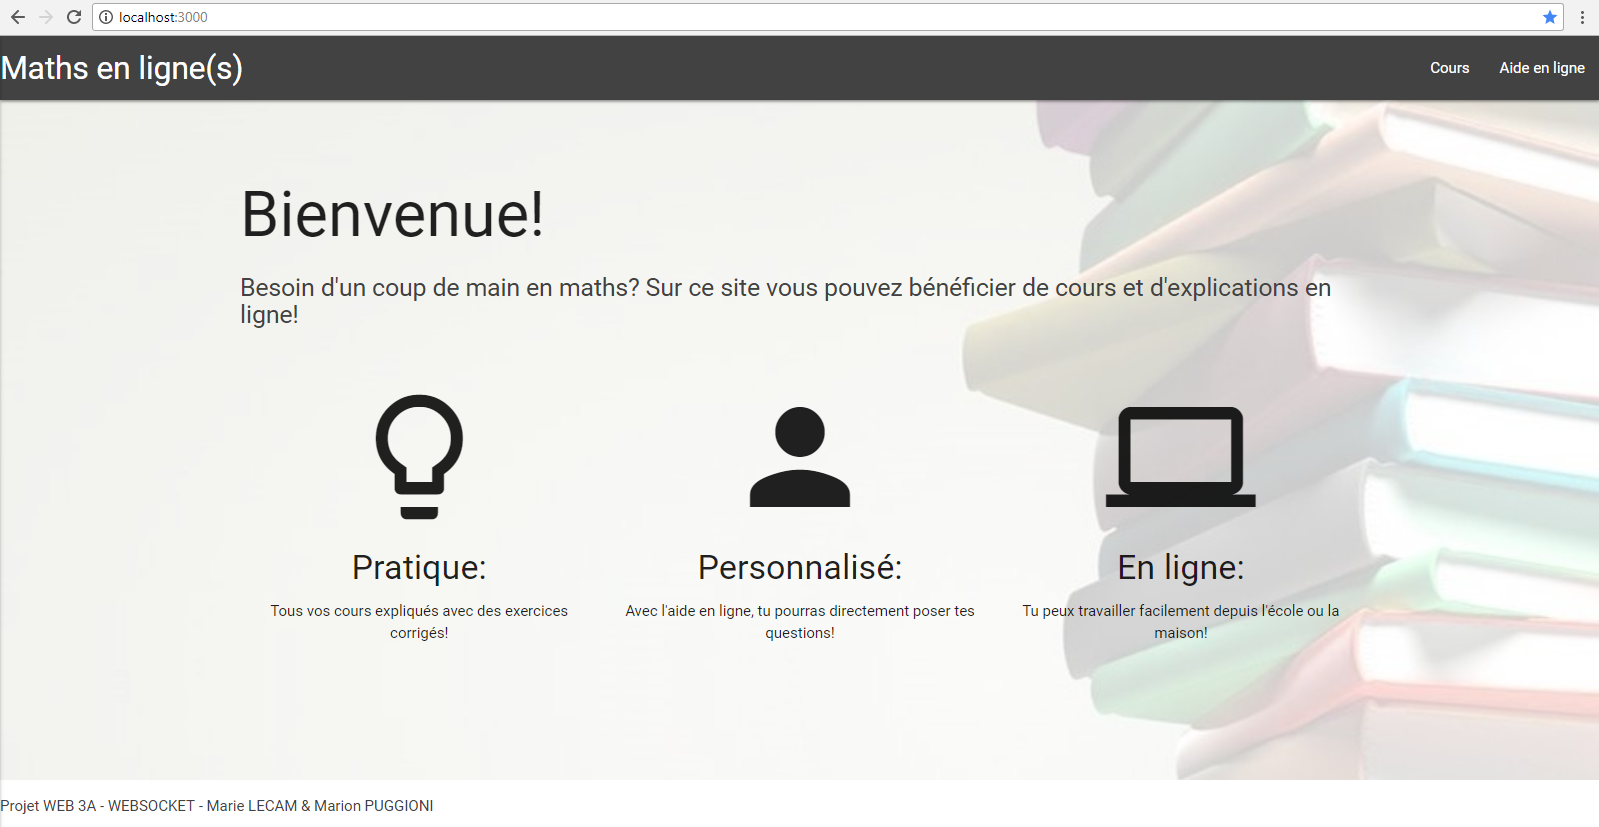 localhost:3000
Maths en ligne(s)
Cours
Aide en ligne
Bienvenue!
Besoin d'un coup de main en maths? Sur ce site vous pouvez bénéficier de cours et d'explications en
ligne!
Pratique:
Tous vos cours expliqués avec des exercices
corrigés!
Personnalisé:
Avec l'aide en ligne, tu pourras directement poser tes
questions!
En ligne:
Tu peux travailler facilement depuis l'école ou la
maison!
Projet WEB 3A - WEBSOCKET - Marie LECAM & Marion PUGGIONI